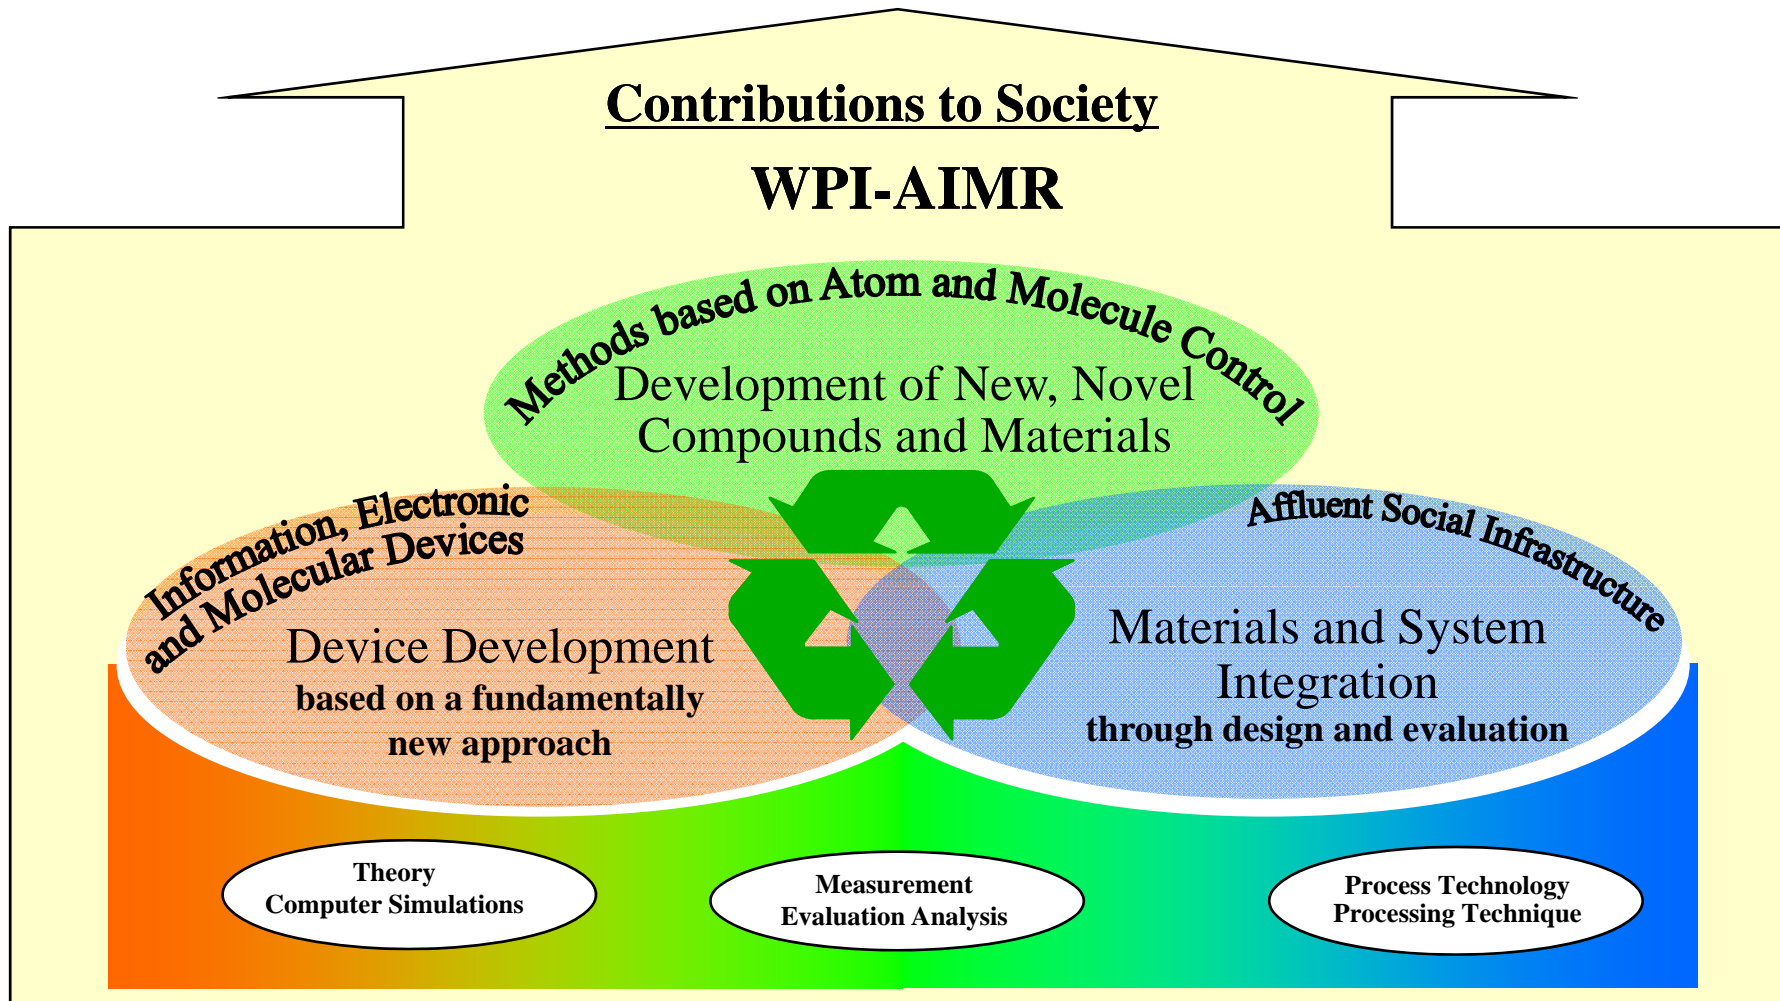 Contributions to Society
WPI-AIMR
Methods based on Atom and Molecule Control
Development of New, Novel
Compounds and Materials
Information, Electronic
and Molecular Devices
Device Development
based on a fundamentally
new approach
Affluent Social Infrastructure
Materials and System
Integration
through design and evaluation
Theory
Computer Simulations
Measurement
Evaluation Analysis
Process Technology
Processing Technique